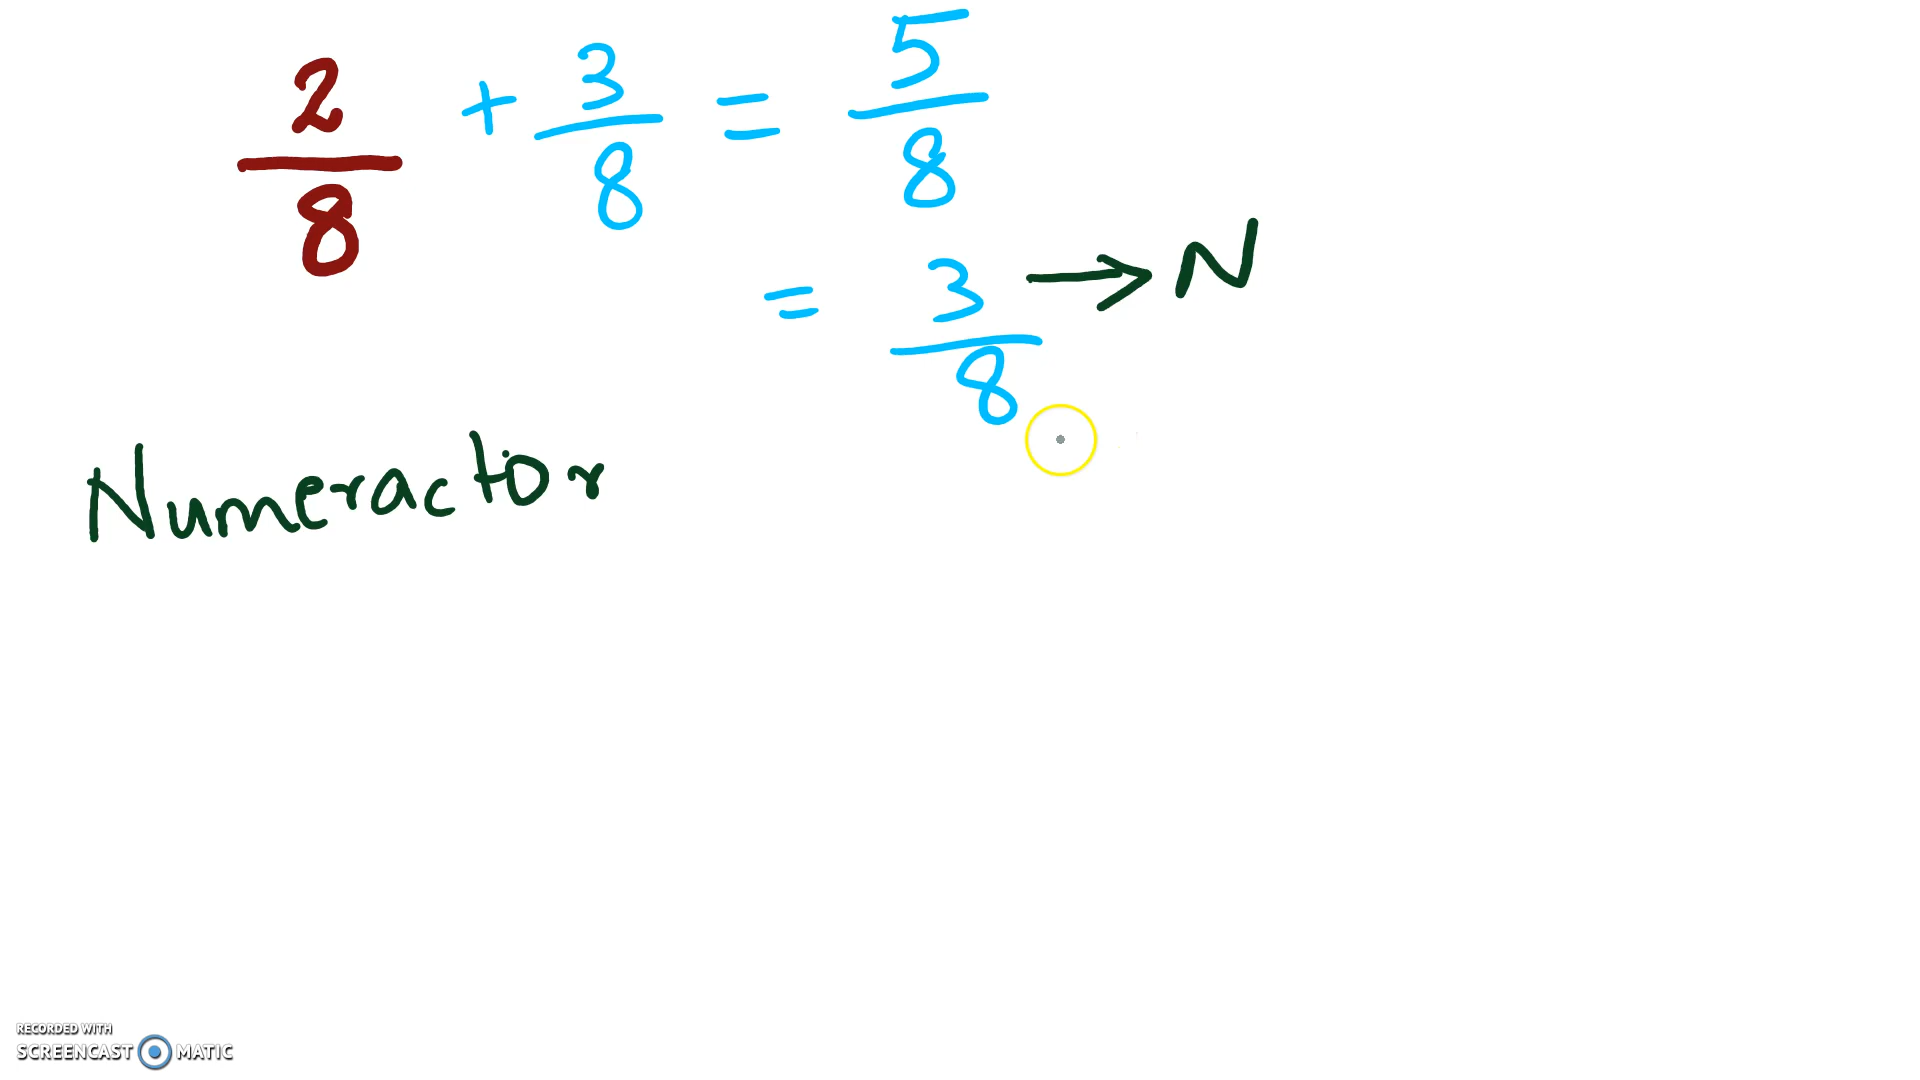 2/8 + 3/8 = 5/8
= 3/8 → N
Numeractor
RECORDED WITH
SCREENCAST MATIC